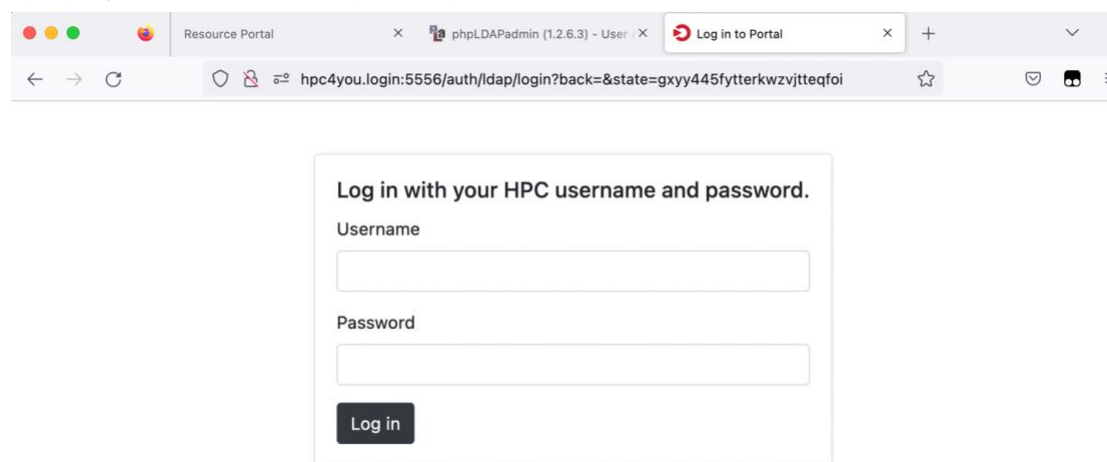 Resource Portal
phpLDAPadmin (1.2.6.3) - User
Log in to Portal
hpc4you.login:5556/auth/ldap/login?back=&state=gxyy445fytterkwzvjtteqfoi
Log in with your HPC username and password.
Username
Password
Log in